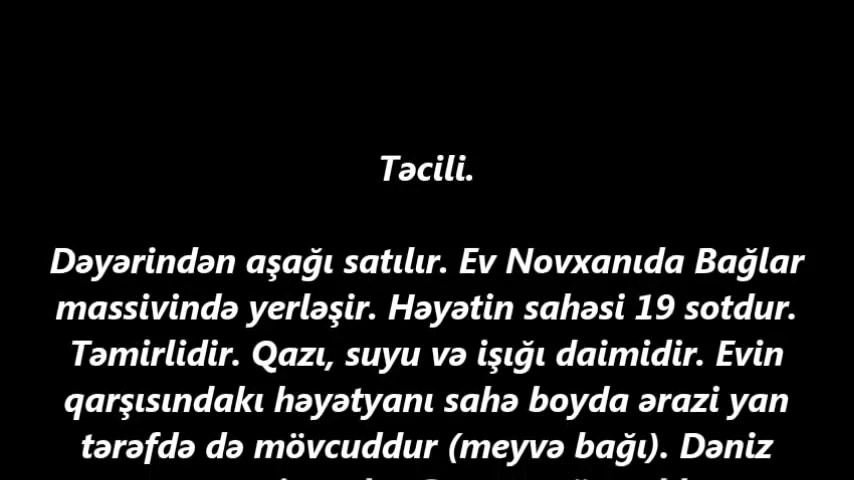 Təcili.
Dəyərindən aşağı satılır. Ev Novxanıda Bağlar
massivində yerləşir. Həyətin sahəsi 19 sotdur.
Təmirlidir. Qazı, suyu və işığı daimidir. Evin
qarşısındakı həyətyanı sahə boyda ərazi yan
tərəfdə də mövcuddur (meyvə bağı). Dəniz